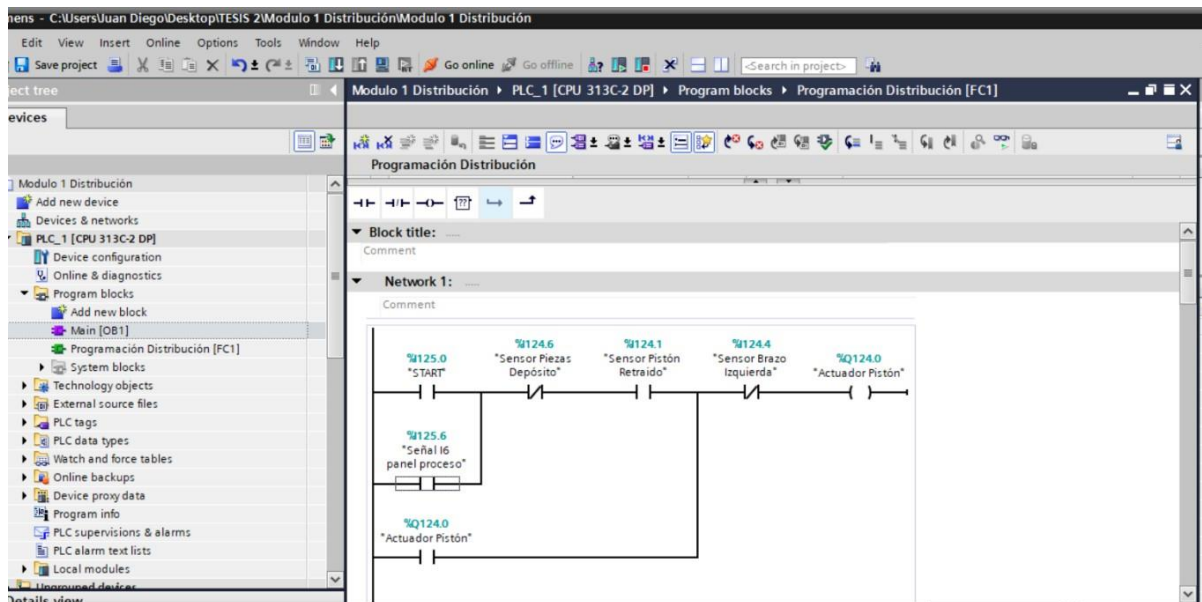 nens - C:\Users\Juan Diego\Desktop\TESIS 2\Modulo 1 Distribución\Modulo 1 Distribución
Edit View Insert Online Options Tools Window Help
Save project Go online Go offline <Search in project>
ect tree
Modulo 1 Distribución PLC_1 [CPU 313C-2 DP] Program blocks Programación Distribución [FC1]
evices
Programación Distribución
Modulo 1 Distribución
Add new device
Devices & networks
PLC_1 [CPU 313C-2 DP]
Device configuration
Online & diagnostics
Program blocks
Add new block
Main [OB1]
Programación Distribución [FC1]
System blocks
Technology objects
External source files
PLC tags
PLC data types
Watch and force tables
Online backups
Device proxy data
Program info
PLC supervisions & alarms
PLC alarm text lists
Local modules
Ungrouped devices
Details view
??
Block title:
Comment
Network 1:
Comment
%I125.0
"START"
%I124.6
"Sensor Piezas
Depósito"
%I124.1
"Sensor Pistón
Retraido"
%I124.4
"Sensor Brazo
Izquierda"
%Q124.0
"Actuador Pistón"
%I125.6
"Señal I6
panel proceso"
%Q124.0
"Actuador Pistón"